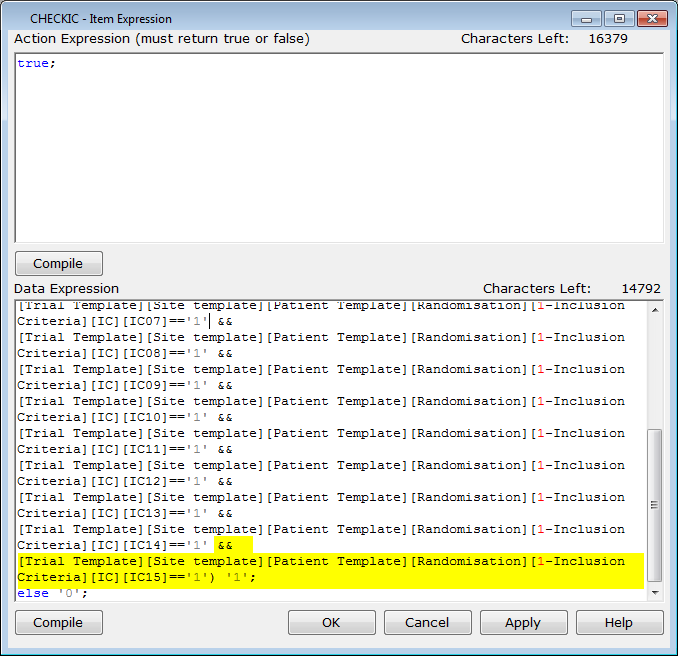 CHECKIC - Item Expression
Action Expression (must return true or false) Characters Left: 16379
true;
Compile
Data Expression Characters Left: 14792
[Trial Template][Site template][Patient Template][Randomisation][1-Inclusion
Criteria][IC][IC07]=='1' &&
[Trial Template][Site template][Patient Template][Randomisation][1-Inclusion
Criteria][IC][IC08]=='1' &&
[Trial Template][Site template][Patient Template][Randomisation][1-Inclusion
Criteria][IC][IC09]=='1' &&
[Trial Template][Site template][Patient Template][Randomisation][1-Inclusion
Criteria][IC][IC10]=='1' &&
[Trial Template][Site template][Patient Template][Randomisation][1-Inclusion
Criteria][IC][IC11]=='1' &&
[Trial Template][Site template][Patient Template][Randomisation][1-Inclusion
Criteria][IC][IC12]=='1' &&
[Trial Template][Site template][Patient Template][Randomisation][1-Inclusion
Criteria][IC][IC13]=='1' &&
[Trial Template][Site template][Patient Template][Randomisation][1-Inclusion
Criteria][IC][IC14]=='1' &&
[Trial Template][Site template][Patient Template][Randomisation][1-Inclusion
Criteria][IC][IC15]=='1') '1';
else '0';
Compile OK Cancel Apply Help